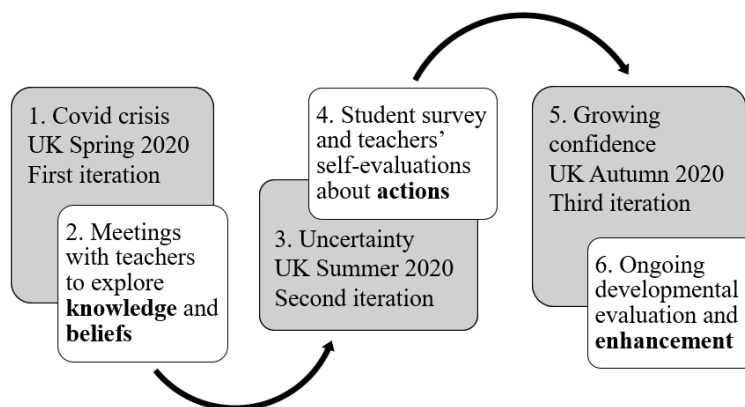 1. Covid crisis
UK Spring 2020
First iteration
2. Meetings
with teachers
to explore
knowledge and
beliefs
3. Uncertainty
UK Summer 2020
Second iteration
4. Student survey
and teachers’
self-evaluations
about actions
5. Growing
confidence
UK Autumn 2020
Third iteration
6. Ongoing
developmental
evaluation and
enhancement